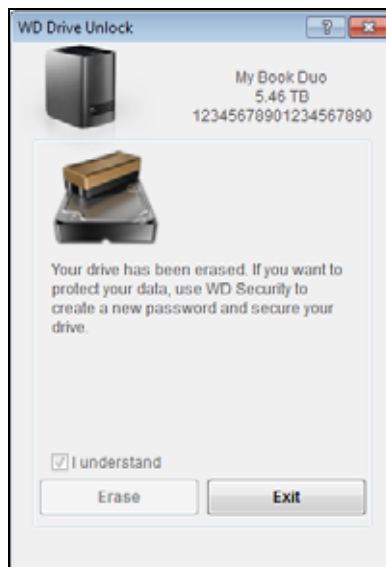 WD Drive Unlock
My Book Duo
5.46 TB
12345678901234567890
Your drive has been erased. If you want to
protect your data, use WD Security to
create a new password and secure your
drive.
I understand
Erase
Exit